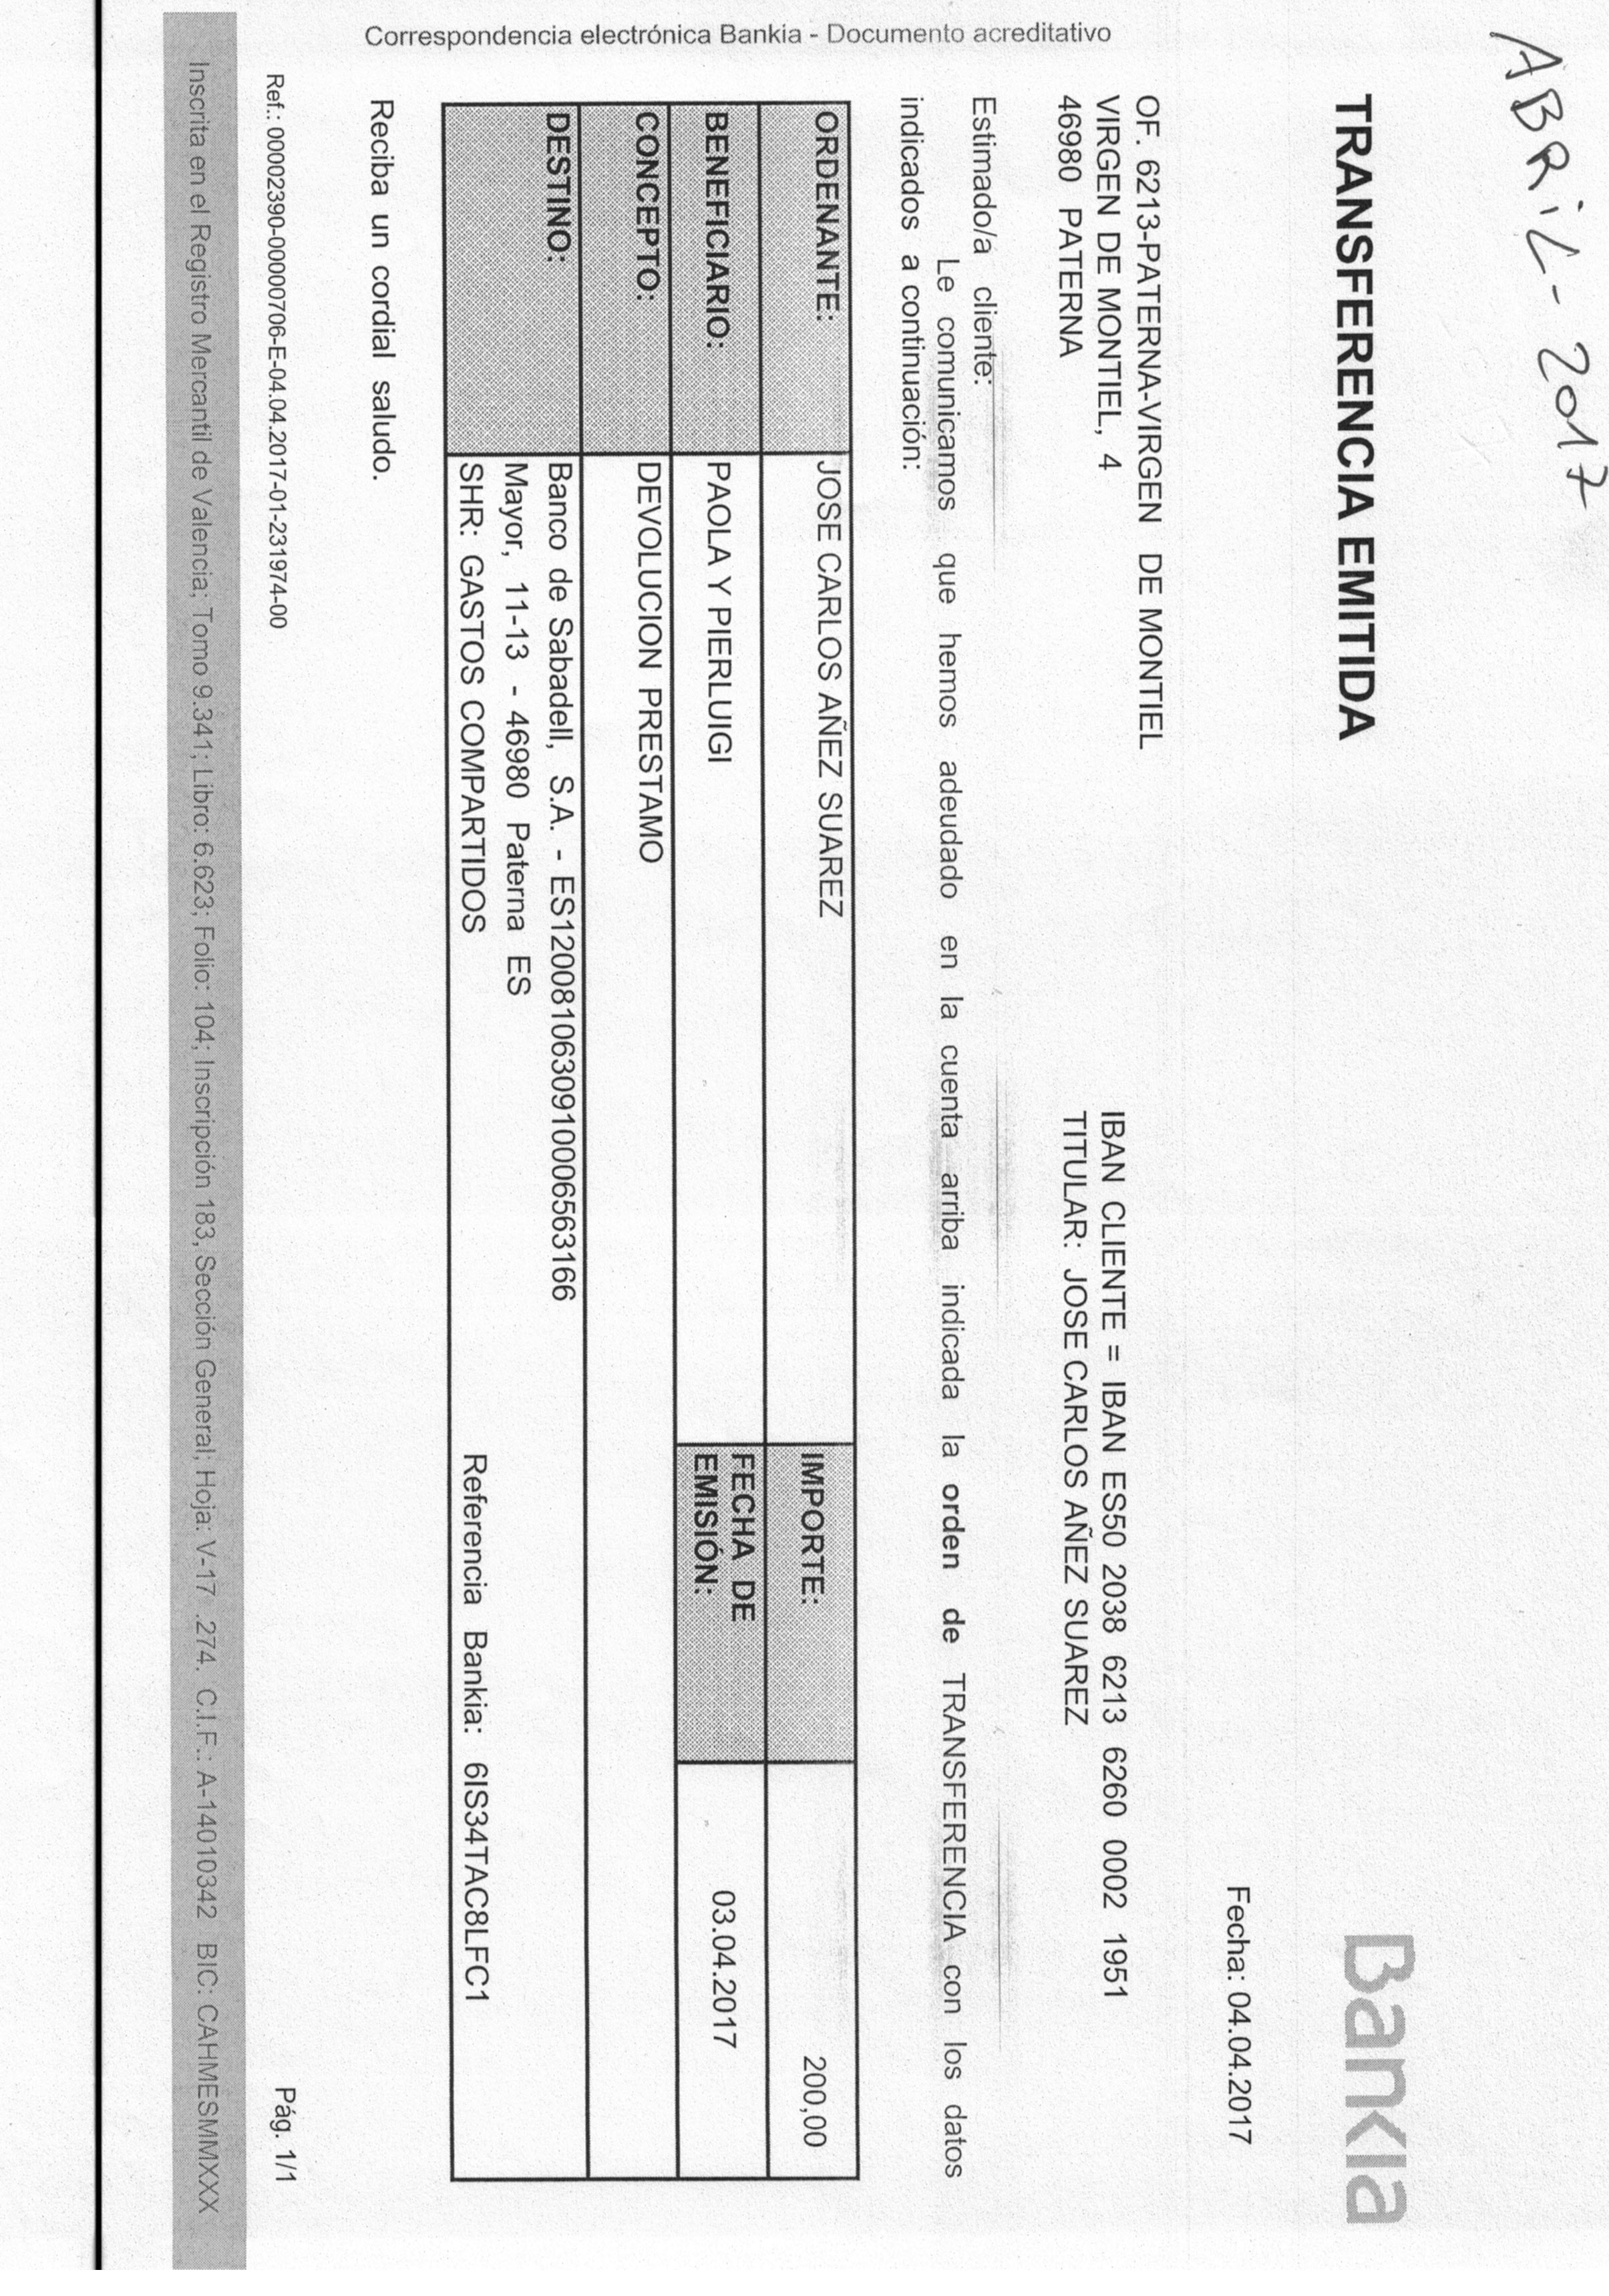 ABRIL - 2017
TRANSFERENCIA EMITIDA
Bankia
Fecha: 04.04.2017
OF. 6213-PATERNA-VIRGEN DE MONTIEL
VIRGEN DE MONTIEL, 4
46980 PATERNA
IBAN CLIENTE = IBAN ES50 2038 6213 6260 0002 1951
TITULAR: JOSE CARLOS AÑEZ SUAREZ
Estimado/a cliente:
Le comunicamos que hemos adeudado en la cuenta arriba indicada la orden de TRANSFERENCIA con los datos
indicados a continuación:
ORDENANTE: JOSE CARLOS AÑEZ SUAREZ IMPORTE: 200,00
BENEFICIARIO: PAOLA Y PIERLUIGI FECHA DE EMISIÓN: 03.04.2017
CONCEPTO: DEVOLUCION PRESTAMO
DESTINO: Banco de Sabadell, S.A. - ES1200810630910006563166
Mayor, 11-13 - 46980 Paterna ES
SHR: GASTOS COMPARTIDOS Referencia Bankia: 6IS34TAC8LFC1
Reciba un cordial saludo.
Ref.: 00002390-00000706-E-04.04.2017-01-231974-00
Pág. 1/1
Inscrita en el Registro Mercantil de Valencia; Tomo 9.341; Libro: 6.623; Folio: 104; Inscripción 183, Sección General; Hoja: V-17 .274. C.I.F.: A-14010342 BIC: CAHMESMMXXX
Correspondencia electrónica Bankia - Documento acreditativo